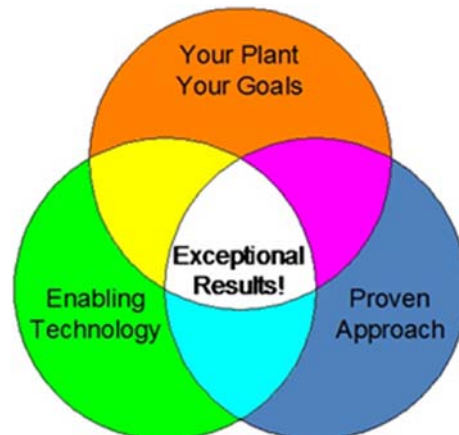 Your Plant
Your Goals
Exceptional
Results!
Enabling
Technology
Proven
Approach